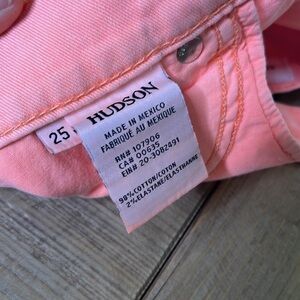 25
HUDSON
MADE IN MEXICO
FABRIQUÉ AU MEXIQUE
RN# 107906
CA# 00635
EIN# 20-3082491
98% COTTON/COTON
2% ELASTANE/ELASTHANNE